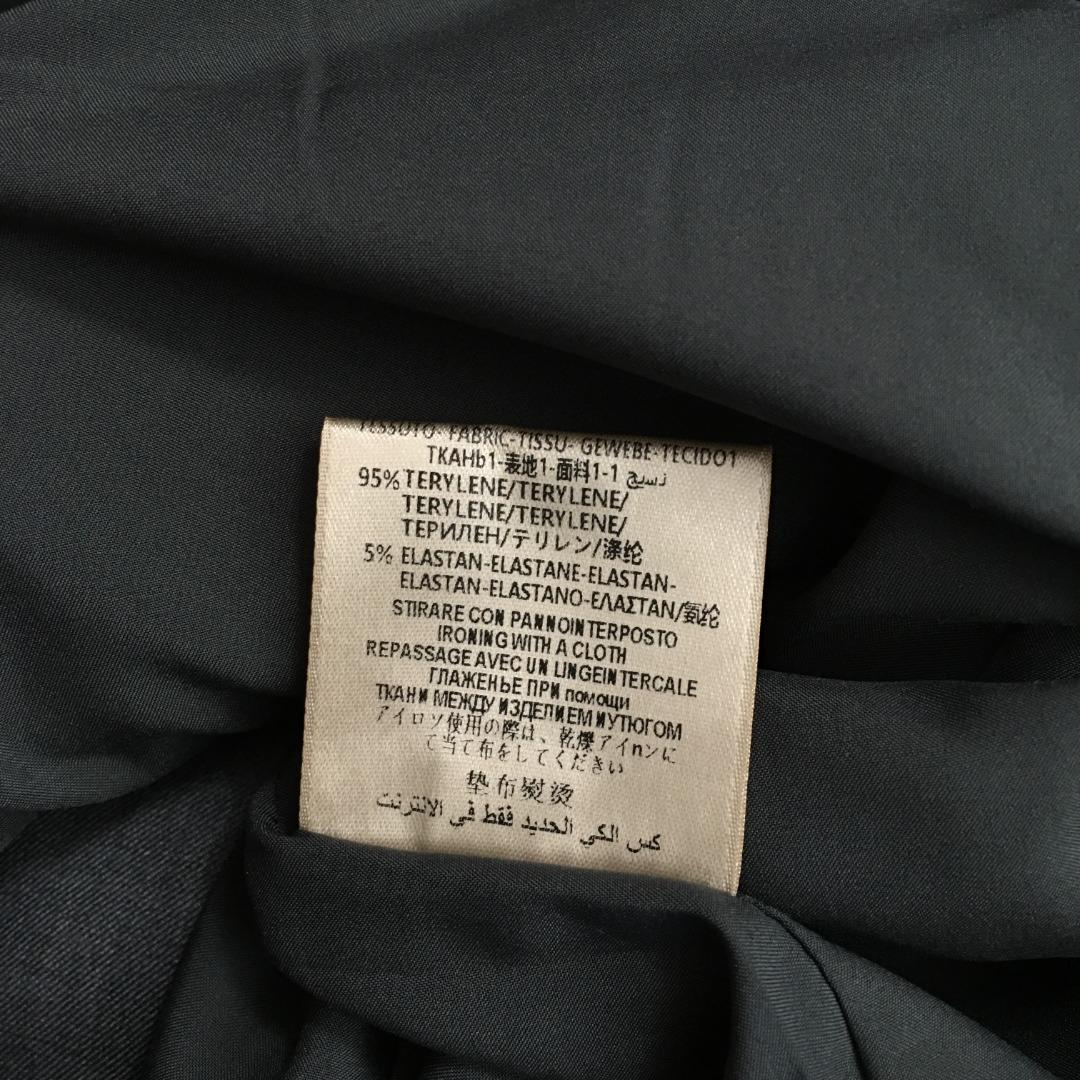 TESSUTO- FABRIC-TISSU- GEWEBE-TECIDO1
TKAHb1-表地1-面料1-1 نسيج
95% TERYLENE/TERYLENE/
TERYLENE/TERYLENE/
ТЕРИЛЕН/テリレン/涤纶
5% ELASTAN-ELASTANE-ELASTAN-
ELASTAN-ELASTANO-ΕΛΑΣΤΑΝ/氨纶
STIRARE CON PANNOINTERPOSTO
IRONING WITH A CLOTH
REPASSAGE AVEC UN LINGEINTERCALE
ГЛАЖЕНЬЕ ПРИ помощи
ТКАНИ МЕЖДУ ИЗДЕЛИЕМ ИУТЮГОМ
アイロソ使用の際は、乾燥アイnンに
て当て布をしてください
垫布熨烫
كس الكي الحديد فقط في الانترنت